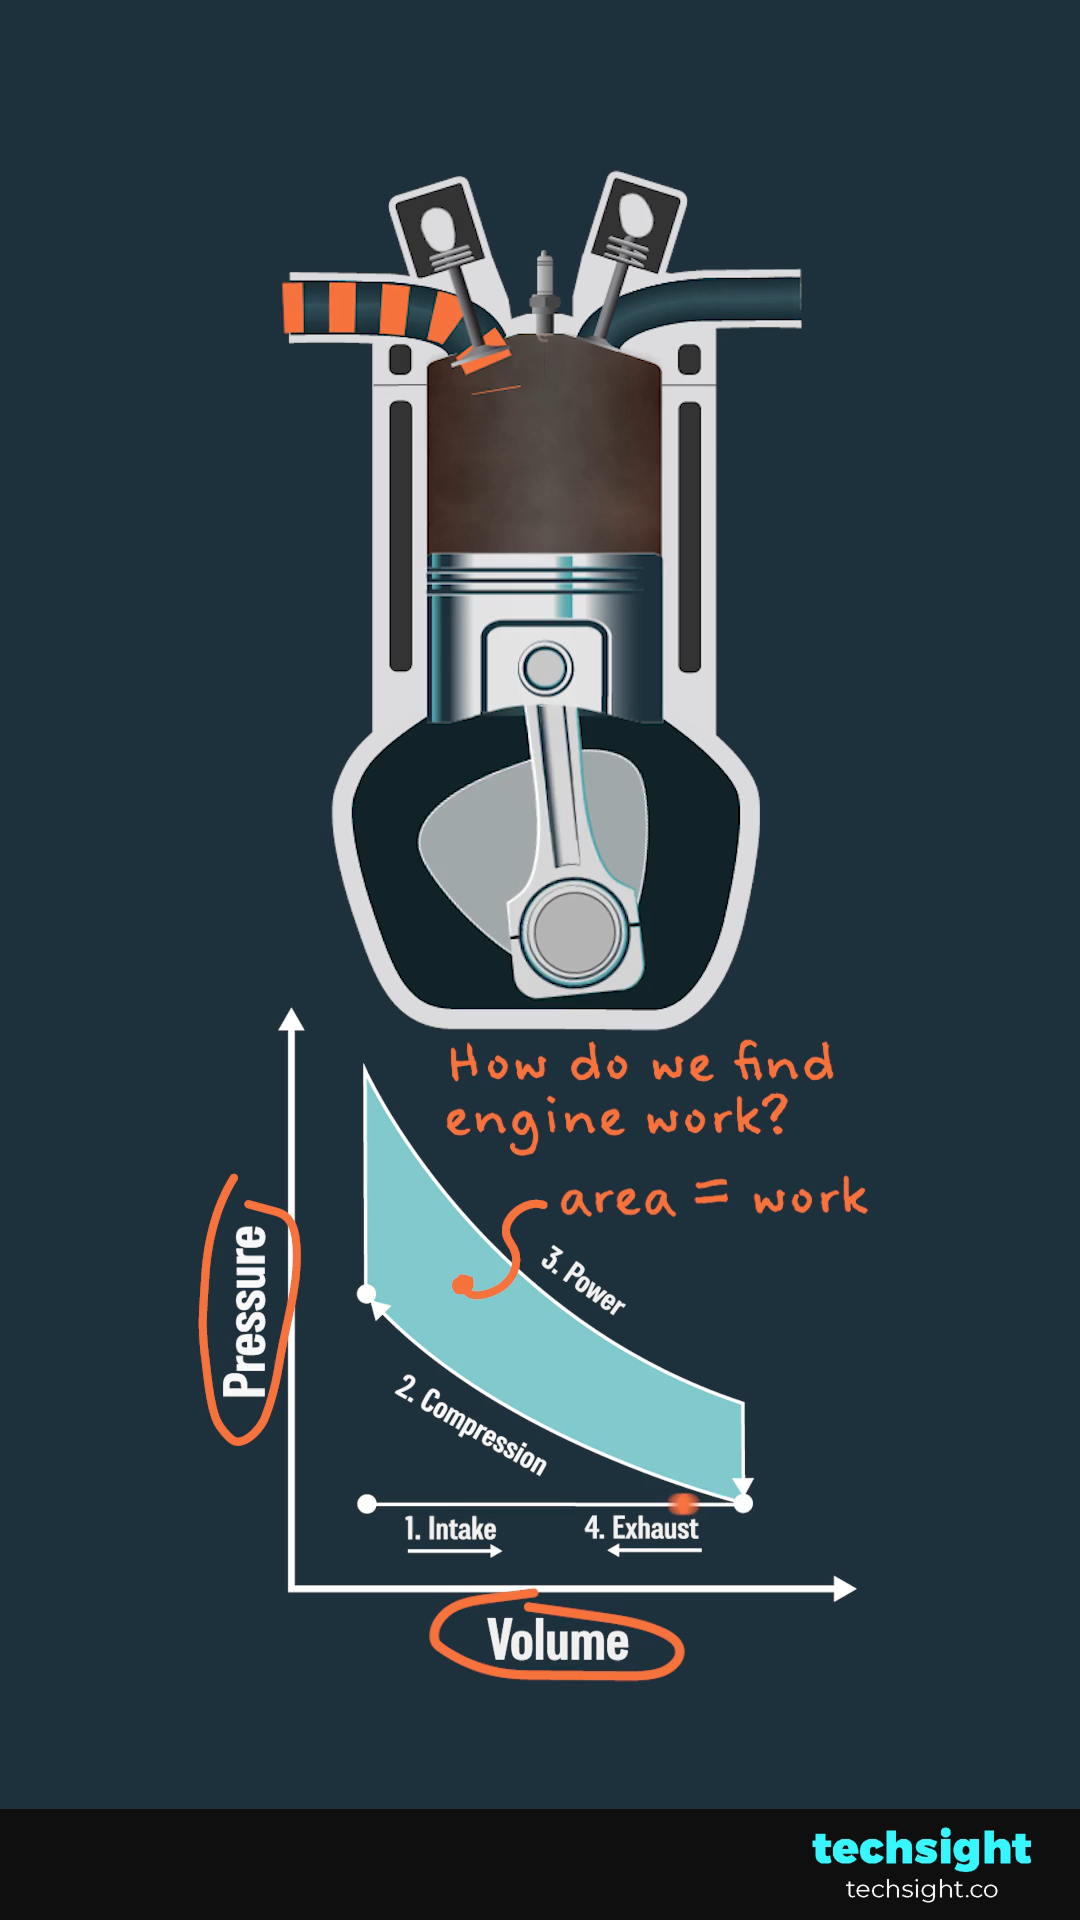 How do we find
engine work?
area = work
Pressure
3. Power
2. Compression
1. Intake
4. Exhaust
Volume
techsight
techsight.co